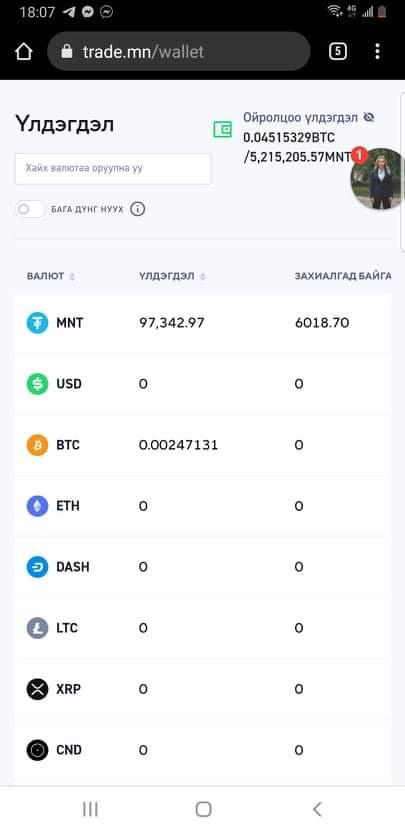 18:07
4G
trade.mn/wallet
5
Үлдэгдэл
Ойролцоо үлдэгдэл
0.04515329BTC
/5,215,205.57MNT
1
Хайх валютаа оруулна уу
БАГА ДҮНГ НУУХ
ВАЛЮТ ҮЛДЭГДЭЛ ЗАХИАЛГАД БАЙГА
MNT 97,342.97 6018.70
USD 0 0
BTC 0.00247131 0
ETH 0 0
DASH 0 0
LTC 0 0
XRP 0 0
CND 0 0